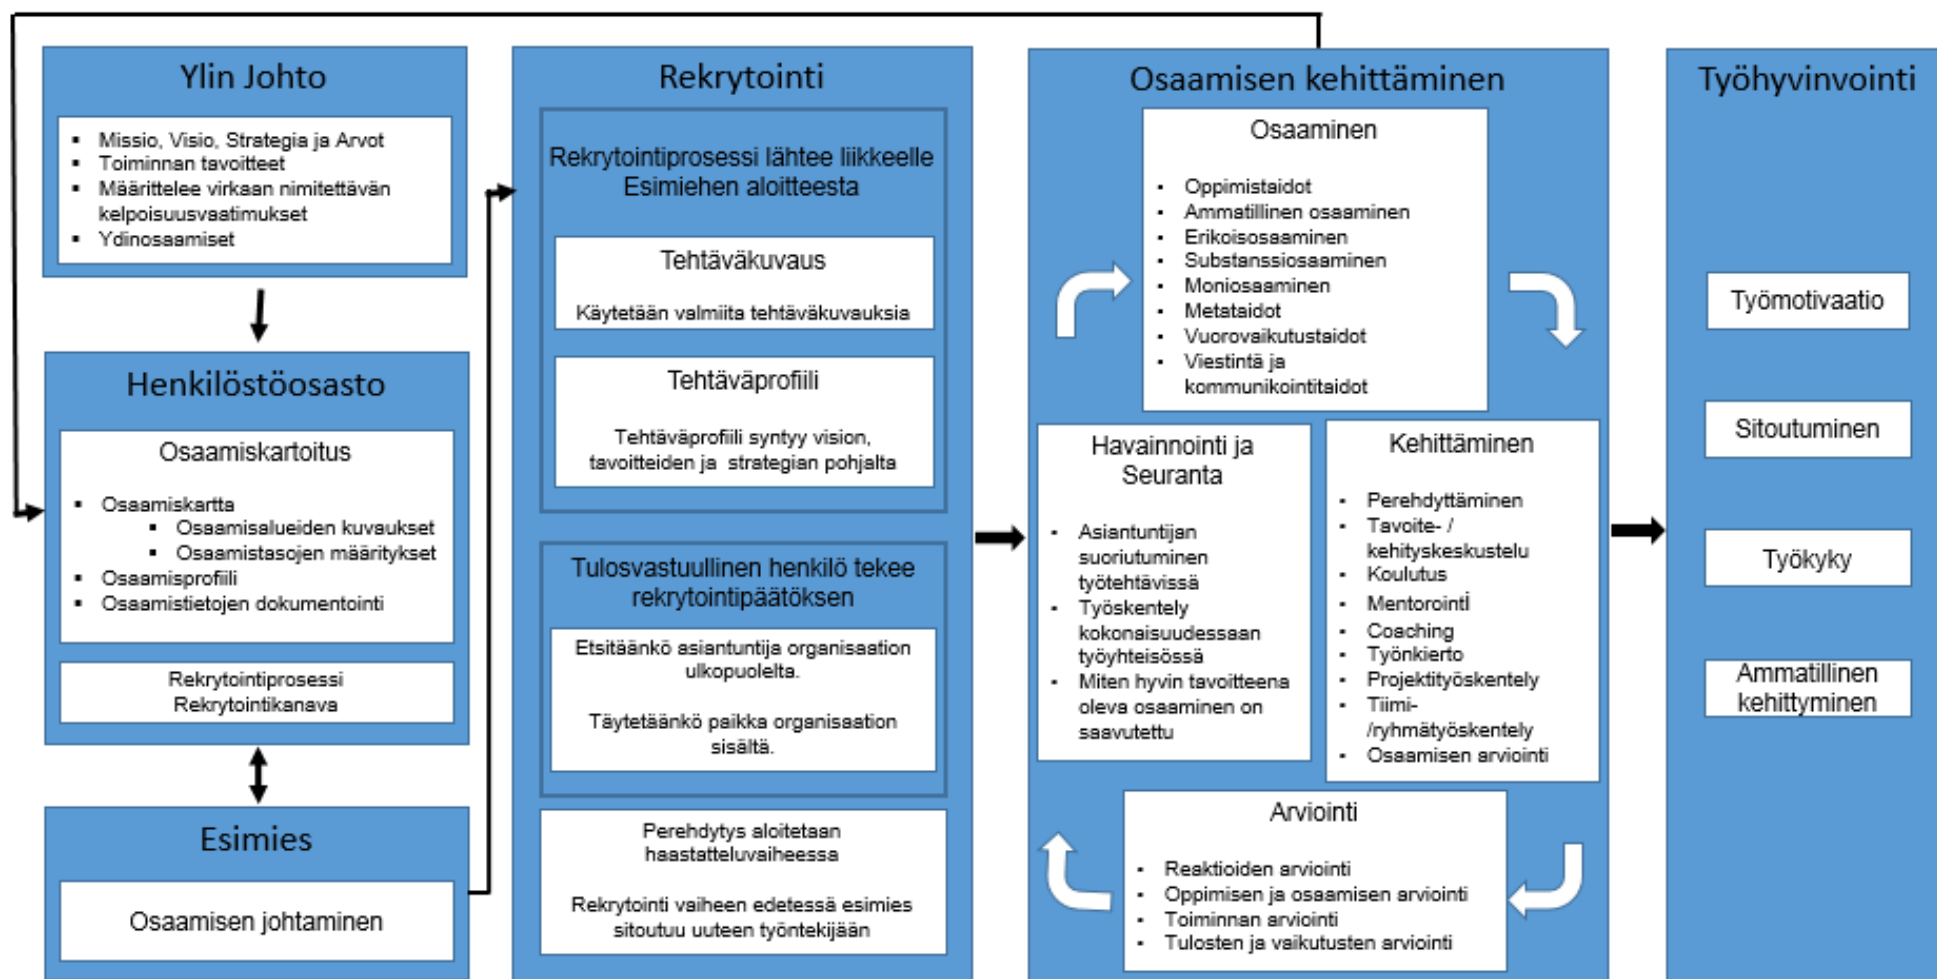 Ylin Johto
▪ Missio, Visio, Strategia ja Arvot
▪ Toiminnan tavoitteet
▪ Määrittelee virkaan nimitettävän
kelpoisuusvaatimukset
▪ Ydinosaamiset
Henkilöstöosasto
Osaamiskartoitus
▪ Osaamiskartta
▪ Osaamisalueiden kuvaukset
▪ Osaamistasojen määritykset
▪ Osaamisprofiili
▪ Osaamistietojen dokumentointi
Rekrytointiprosessi
Rekrytointikanava
Esimies
Osaamisen johtaminen
Rekrytointi
Rekrytointiprosessi lähtee liikkeelle
Esimiehen aloitteesta
Tehtäväkuvaus
Käytetään valmiita tehtäväkuvauksia
Tehtäväprofiili
Tehtäväprofiili syntyy vision,
tavoitteiden ja strategian pohjalta
Tulosvastuullinen henkilö tekee
rekrytointipäätöksen
Etsitäänkö asiantuntija organisaation
ulkopuolelta.
Täytetäänkö paikka organisaation
sisältä.
Perehdytys aloitetaan
haastatteluvaiheessa
Rekrytointi vaiheen edetessä esimies
sitoutuu uuteen työntekijään
Osaamisen kehittäminen
Osaaminen
▪ Oppimistaidot
▪ Ammatillinen osaaminen
▪ Erikoisosaaminen
▪ Substanssiosaaminen
▪ Moniosaaminen
▪ Metataidot
▪ Vuorovaikutustaidot
▪ Viestintä ja
kommunikointitaidot
Havainnointi ja
Seuranta
▪ Asiantuntijan
suoriutuminen
työtehtävissä
▪ Työskentely
kokonaisuudessaan
työyhteisössä
▪ Miten hyvin tavoitteena
oleva osaaminen on
saavutettu
Kehittäminen
▪ Perehdyttäminen
▪ Tavoite- /
kehityskeskustelu
▪ Koulutus
▪ Mentorointi
▪ Coaching
▪ Työnkierto
▪ Projektityöskentely
▪ Tiimi-
/ryhmätyöskentely
▪ Osaamisen arviointi
Arviointi
▪ Reaktioiden arviointi
▪ Oppimisen ja osaamisen arviointi
▪ Toiminnan arviointi
▪ Tulosten ja vaikutusten arviointi
Työhyvinvointi
Työmotivaatio
Sitoutuminen
Työkyky
Ammatillinen
kehittyminen